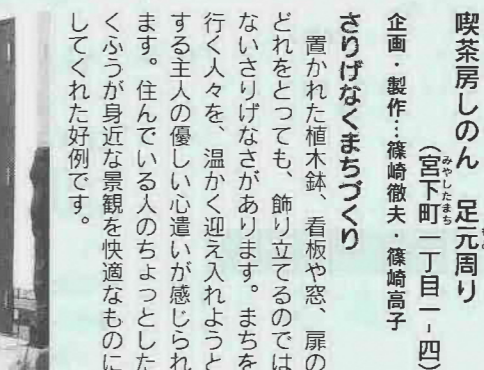 喫茶房しのん 足元周り
(宮下町一丁目一-四)
企画・製作…篠崎徹夫・篠崎高子
さりげなくまちづくり
置かれた植木鉢、看板や窓、扉の
どれをとっても、飾り立てるのでは
ないさりげなさがあります。まちを
行く人々を、温かく迎え入れようと
する主人の優しい心遣いが感じられ
ます。住んでいる人のちょっとした
くふうが身近な景観を快適なものに
してくれた好例です。